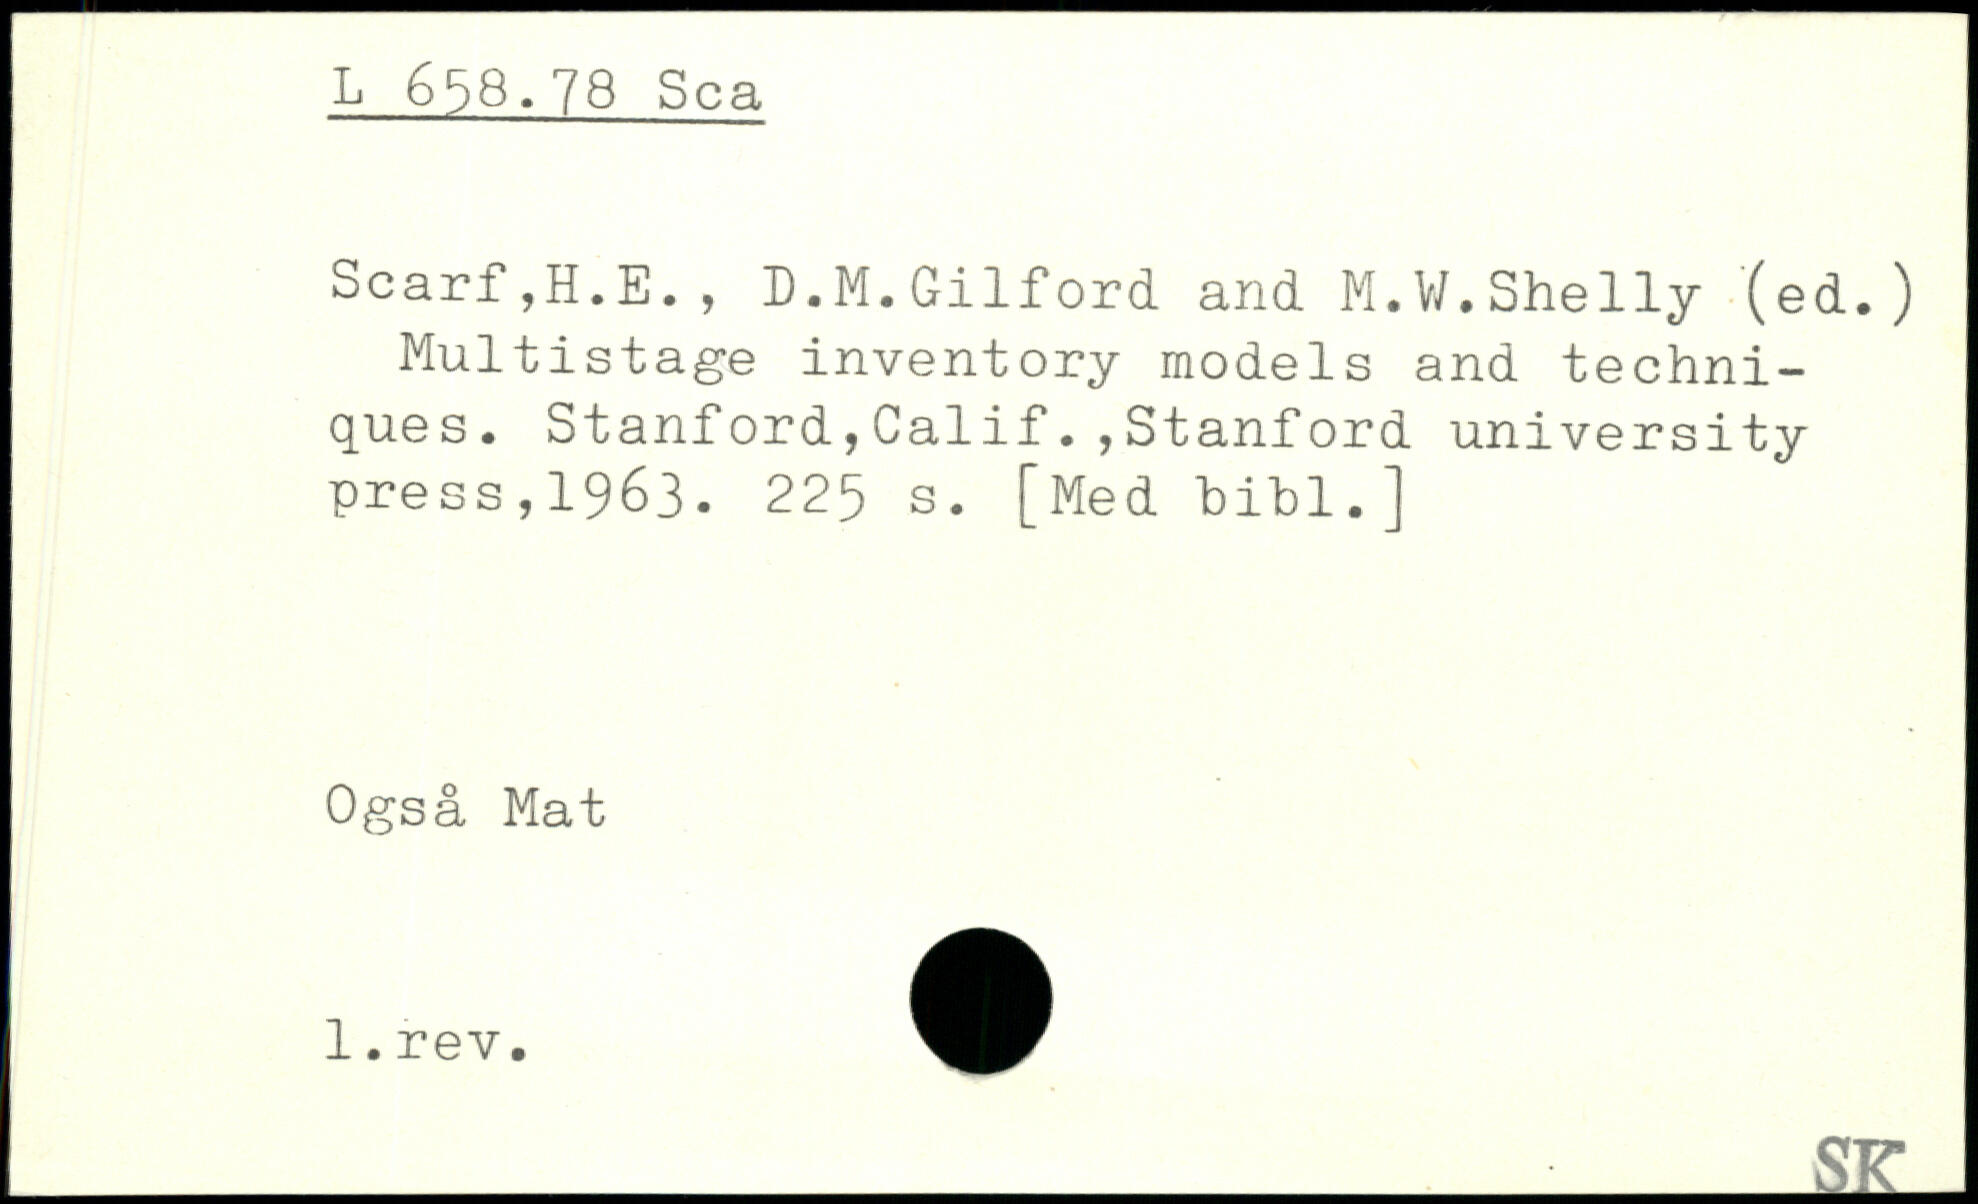 L 658.78 Sca
Scarf,H.E., D.M.Gilford and M.W.Shelly (ed.)
Multistage inventory models and techni-
ques. Stanford,Calif.,Stanford university
press,1963. 225 s. [Med bibl.]
Også Mat
1.rev.
SK